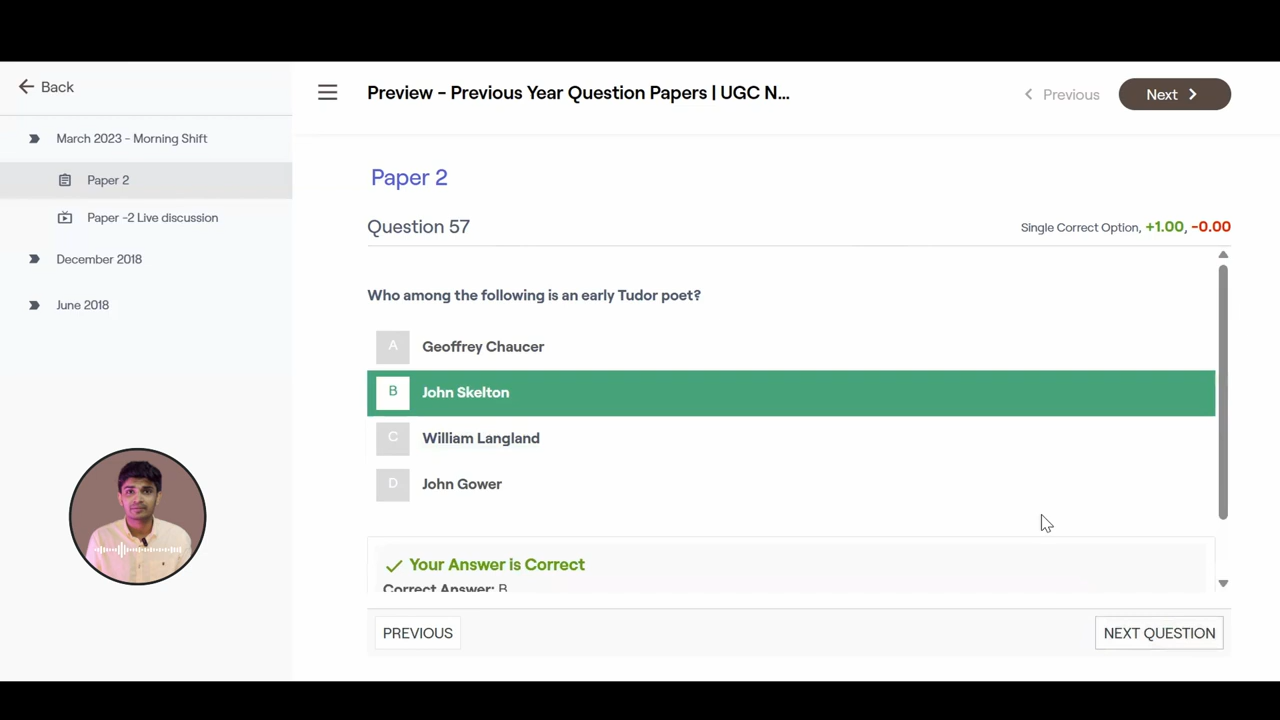 Back
Preview - Previous Year Question Papers | UGC N...
Previous
Next
March 2023 - Morning Shift
Paper 2
Paper -2 Live discussion
December 2018
June 2018
Paper 2
Question 57
Single Correct Option, +1.00, -0.00
Who among the following is an early Tudor poet?
A Geoffrey Chaucer
B John Skelton
C William Langland
D John Gower
Your Answer is Correct
Correct Answer: B
PREVIOUS
NEXT QUESTION